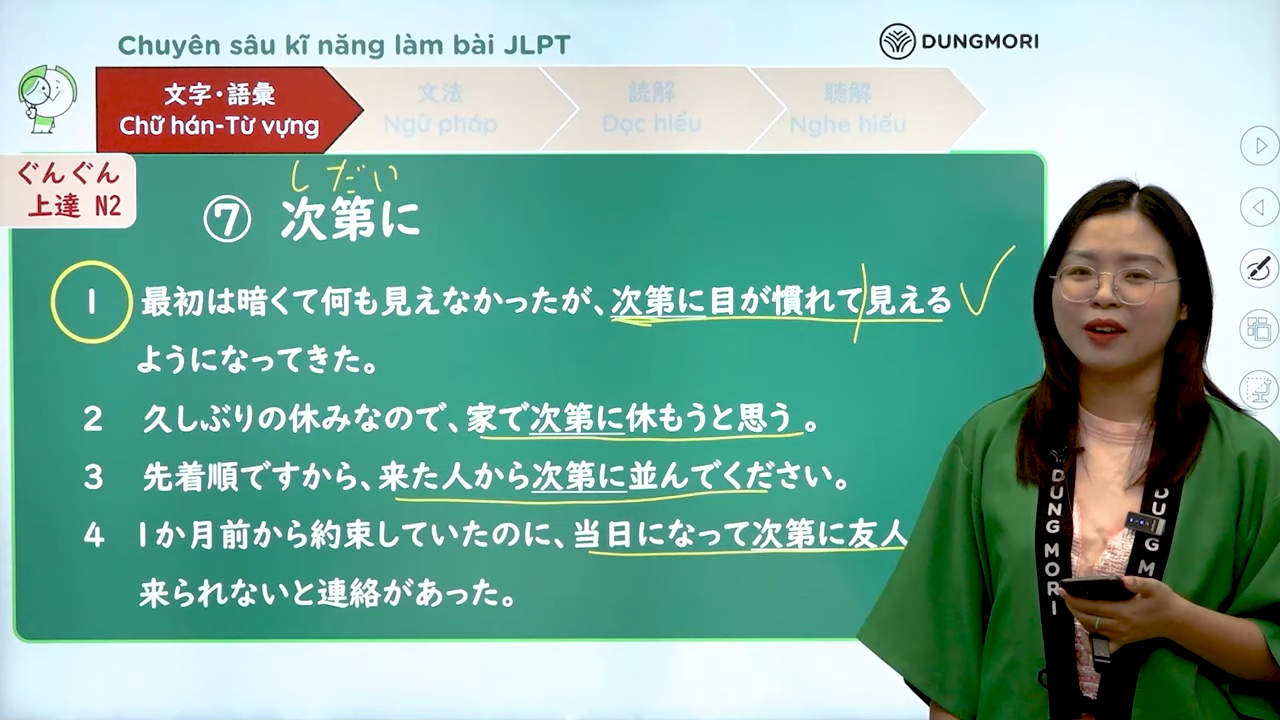 Chuyên sâu kĩ năng làm bài JLPT
DUNGMORI
文字・語彙
Chữ hán-Từ vựng
文法
Ngữ pháp
読解
Đọc hiểu
聴解
Nghe hiểu
ぐんぐん
上達 N2
しだい
⑦ 次第に
1 最初は暗くて何も見えなかったが、次第に目が慣れて見える
ようになってきた。
2 久しぶりの休みなので、家で次第に休もうと思う。
3 先着順ですから、来た人から次第に並んでください。
4 1か月前から約束していたのに、当日になって次第に友人
来られないと連絡があった。
DUNG MORI
DUNG M